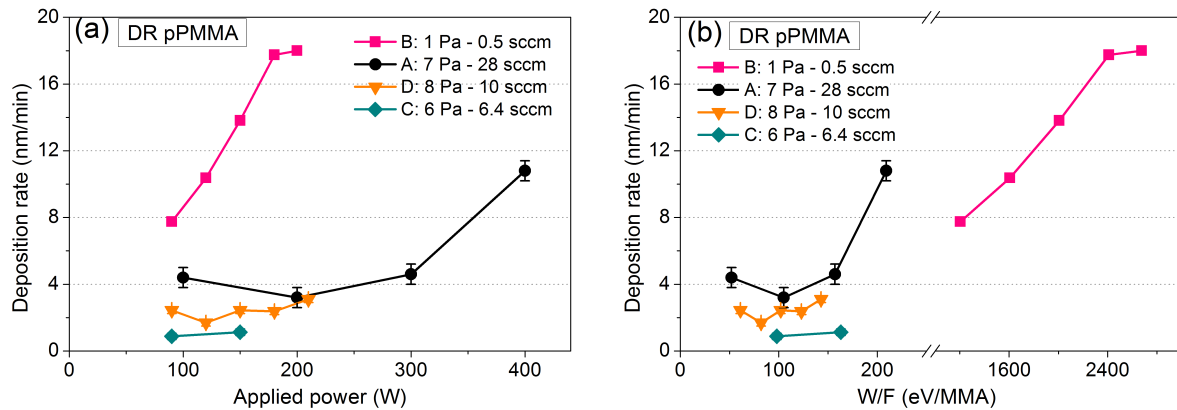 (a)
DR pPMMA
B: 1 Pa - 0.5 sccm
A: 7 Pa - 28 sccm
D: 8 Pa - 10 sccm
C: 6 Pa - 6.4 sccm
Deposition rate (nm/min)
20
16
12
8
4
0
0
100
200
300
400
Applied power (W)
(b)
DR pPMMA
B: 1 Pa - 0.5 sccm
A: 7 Pa - 28 sccm
D: 8 Pa - 10 sccm
C: 6 Pa - 6.4 sccm
Deposition rate (nm/min)
20
16
12
8
4
0
0
100
200
1600
2400
W/F (eV/MMA)